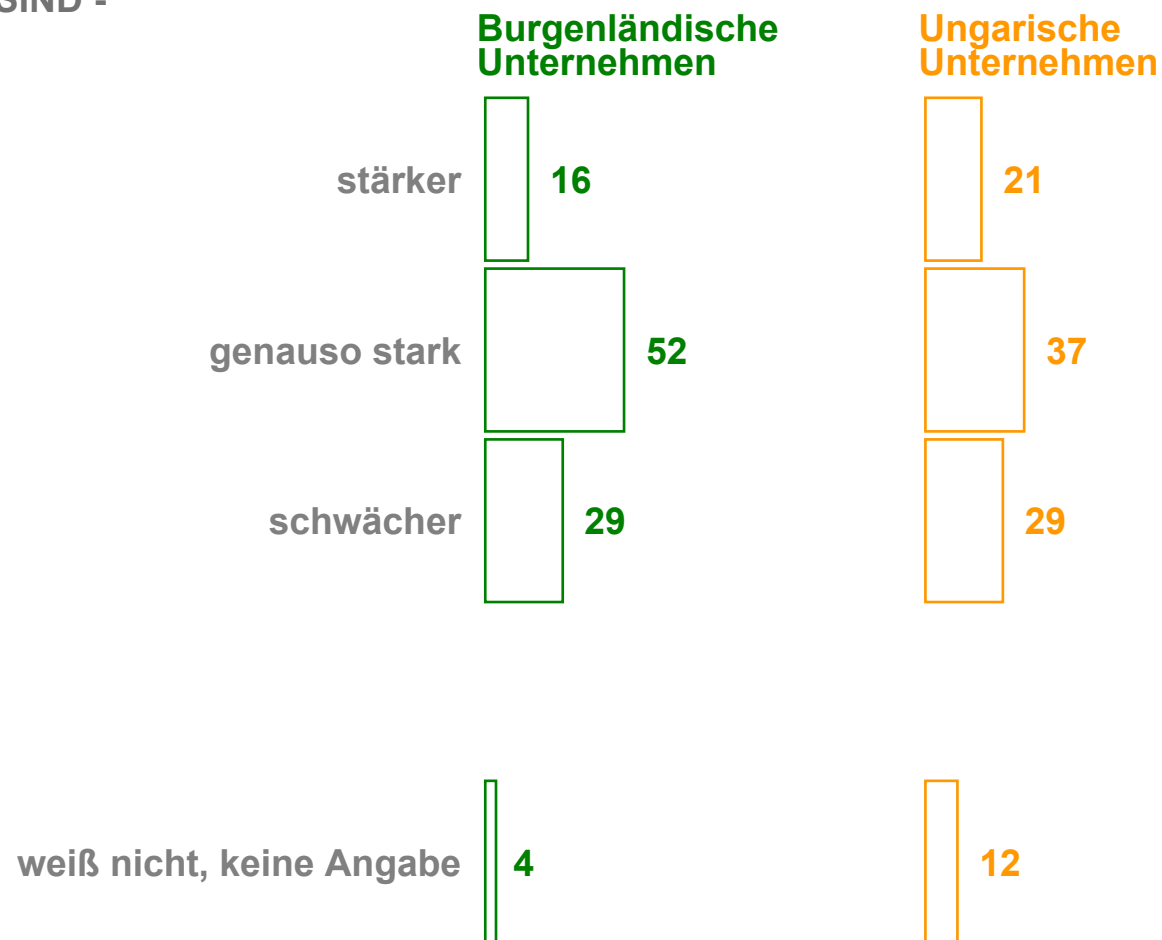 SIND -
Burgenländische Unternehmen
Ungarische Unternehmen
stärker 16 21
genauso stark 52 37
schwächer 29 29
weiß nicht, keine Angabe 4 12